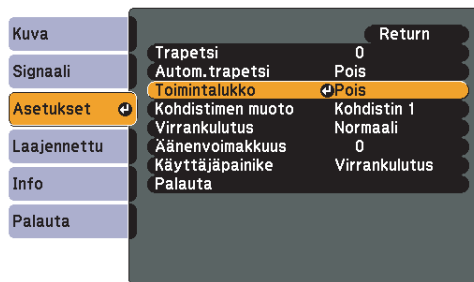 Kuva
Signaali
Asetukset
Laajennettu
Info
Palauta
Return
Trapetsi 0
Autom.trapetsi Pois
Toimintalukko Pois
Kohdistimen muoto Kohdistin 1
Virrankulutus Normaali
Äänenvoimakkuus 0
Käyttäjäpainike Virrankulutus
Palauta